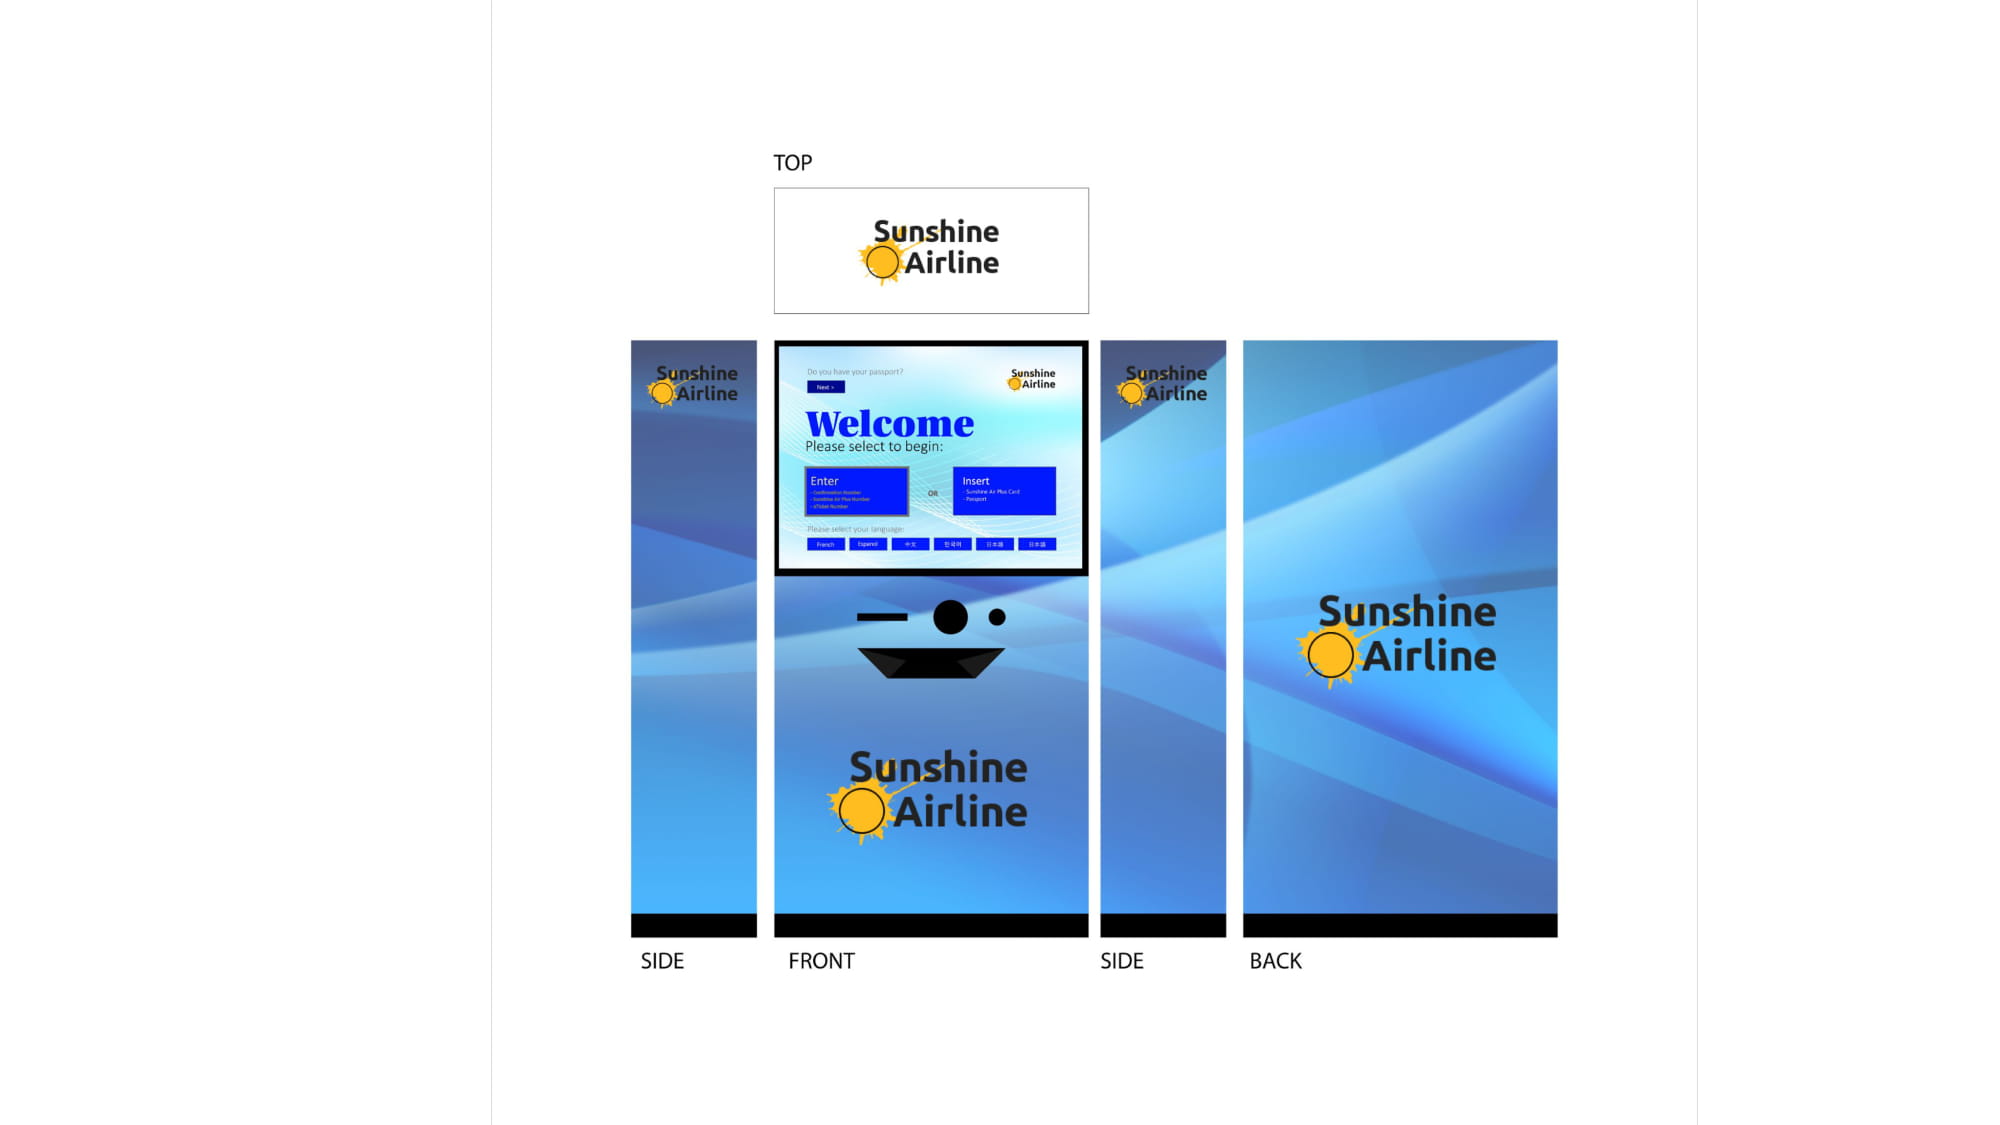 TOP
Sunshine
Airline
Sunshine
Airline
Do you have your passport?
Next >
Sunshine
Airline
Welcome
Please select to begin:
Enter
- Confirmation Number
- Sunshine Air Plus Number
- eTicket Number
OR
Insert
- Sunshine Air Plus Card
- Passport
Please select your language:
French
Espanol
中文
한국어
日本語
日本語
Sunshine
Airline
Sunshine
Airline
Sunshine
Airline
SIDE
FRONT
SIDE
BACK